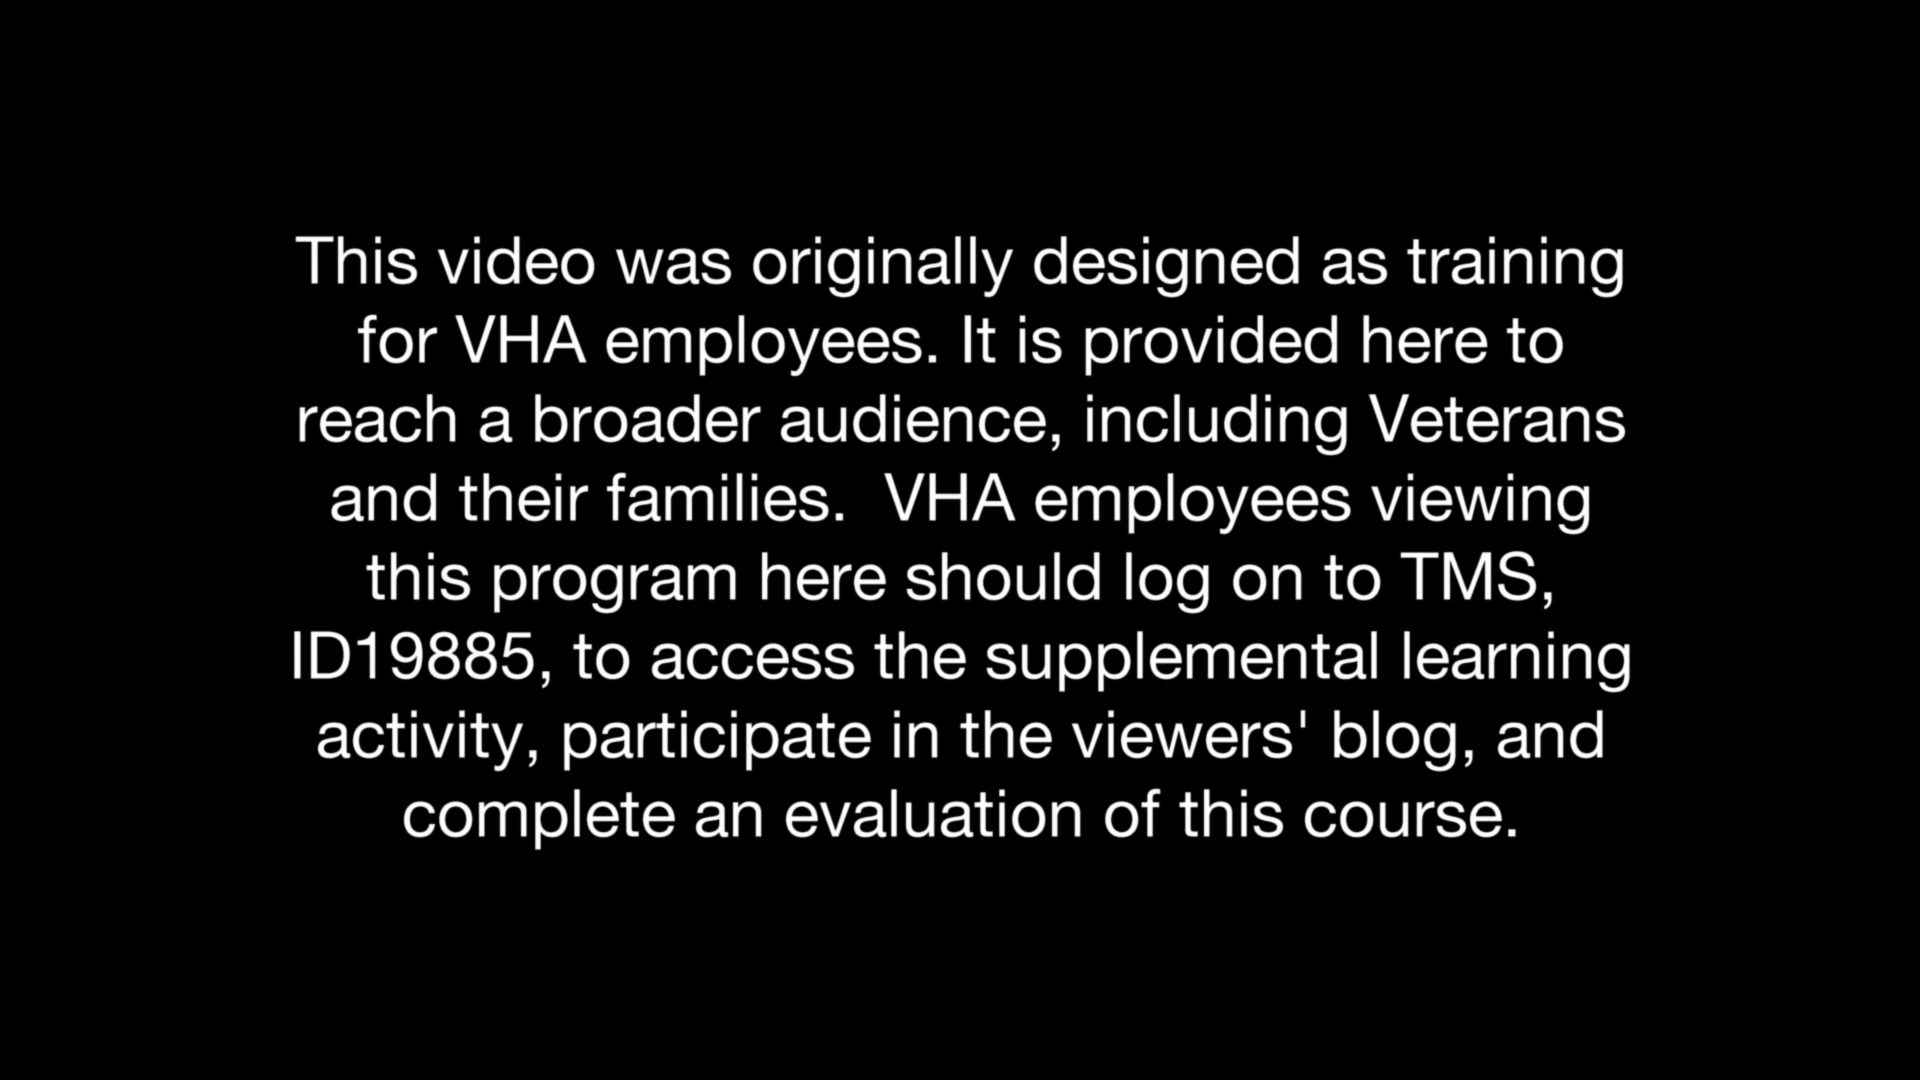 This video was originally designed as training
for VHA employees. It is provided here to
reach a broader audience, including Veterans
and their families.  VHA employees viewing
this program here should log on to TMS,
ID19885, to access the supplemental learning
activity, participate in the viewers' blog, and
complete an evaluation of this course.